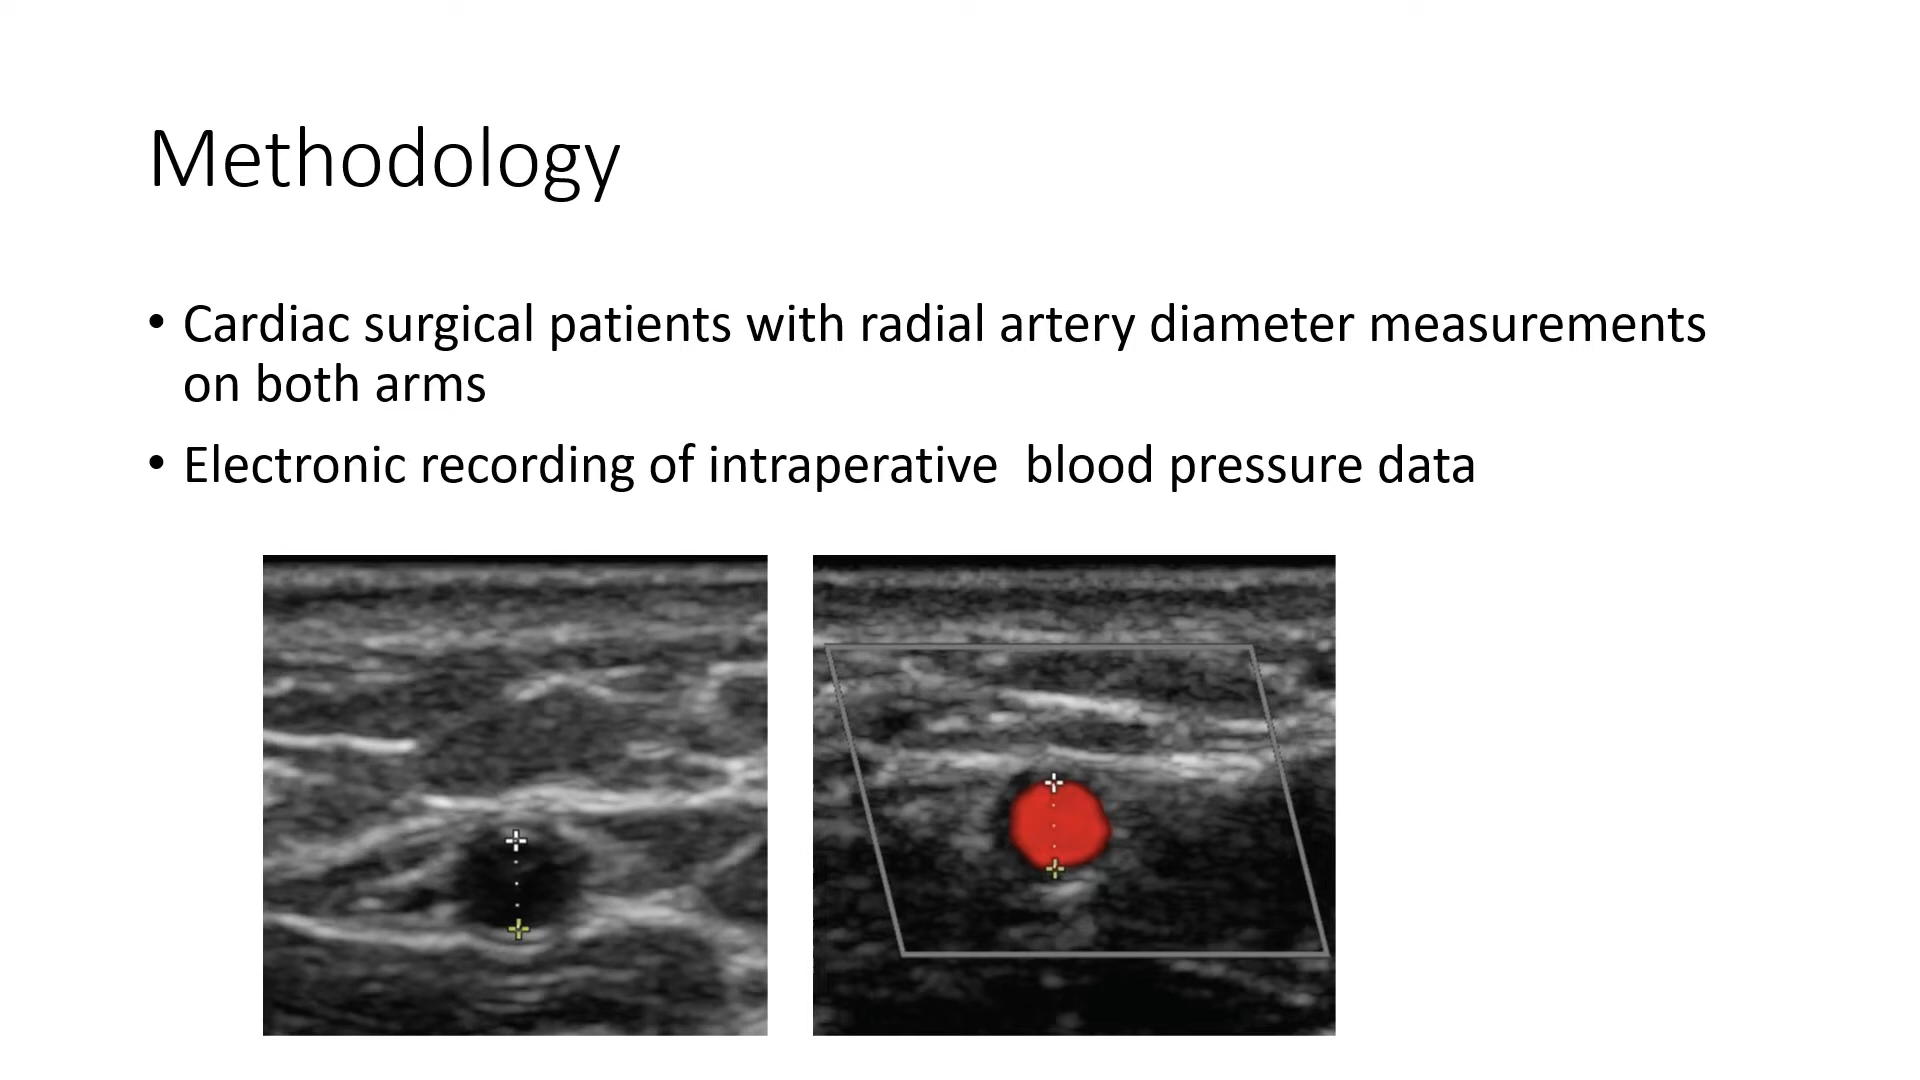 Methodology
• Cardiac surgical patients with radial artery diameter measurements
on both arms
• Electronic recording of intraperative  blood pressure data